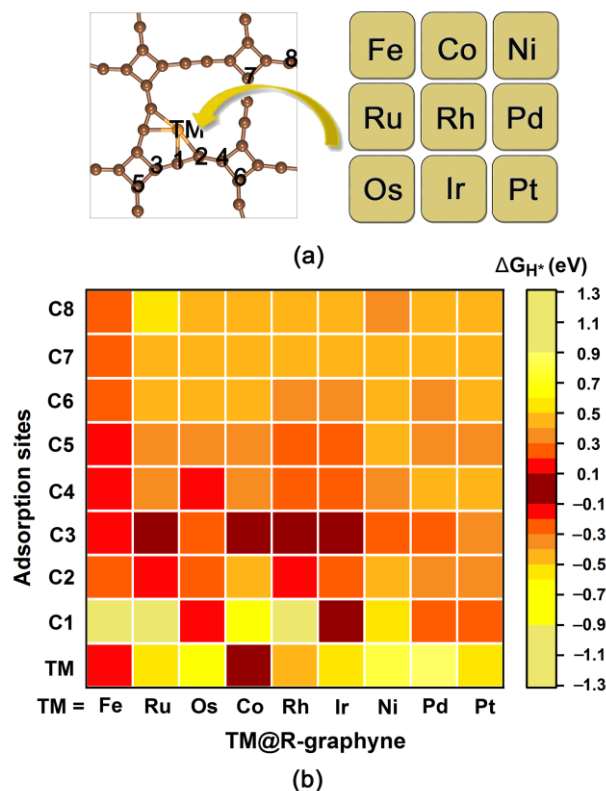 TM
8
7
1
2
4
3
5
6
Fe Co Ni
Ru Rh Pd
Os Ir Pt
(a)
ΔG_H* (eV)
Adsorption sites
C8
C7
C6
C5
C4
C3
C2
C1
TM
1.3
1.1
0.9
0.7
0.5
0.3
0.1
−0.1
−0.3
−0.5
−0.7
−0.9
−1.1
−1.3
TM = Fe Ru Os Co Rh Ir Ni Pd Pt
TM@R-graphyne
(b)